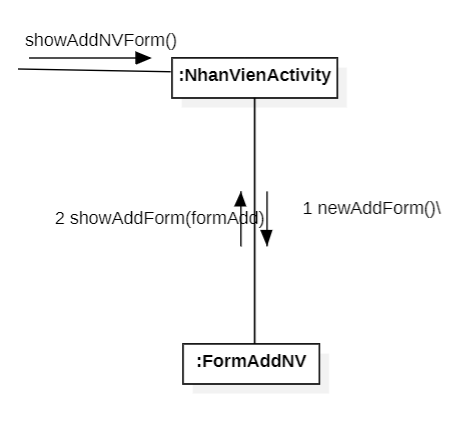 showAddNVForm()
:NhanVienActivity
1 newAddForm()\
2 showAddForm(formAdd)
:FormAddNV